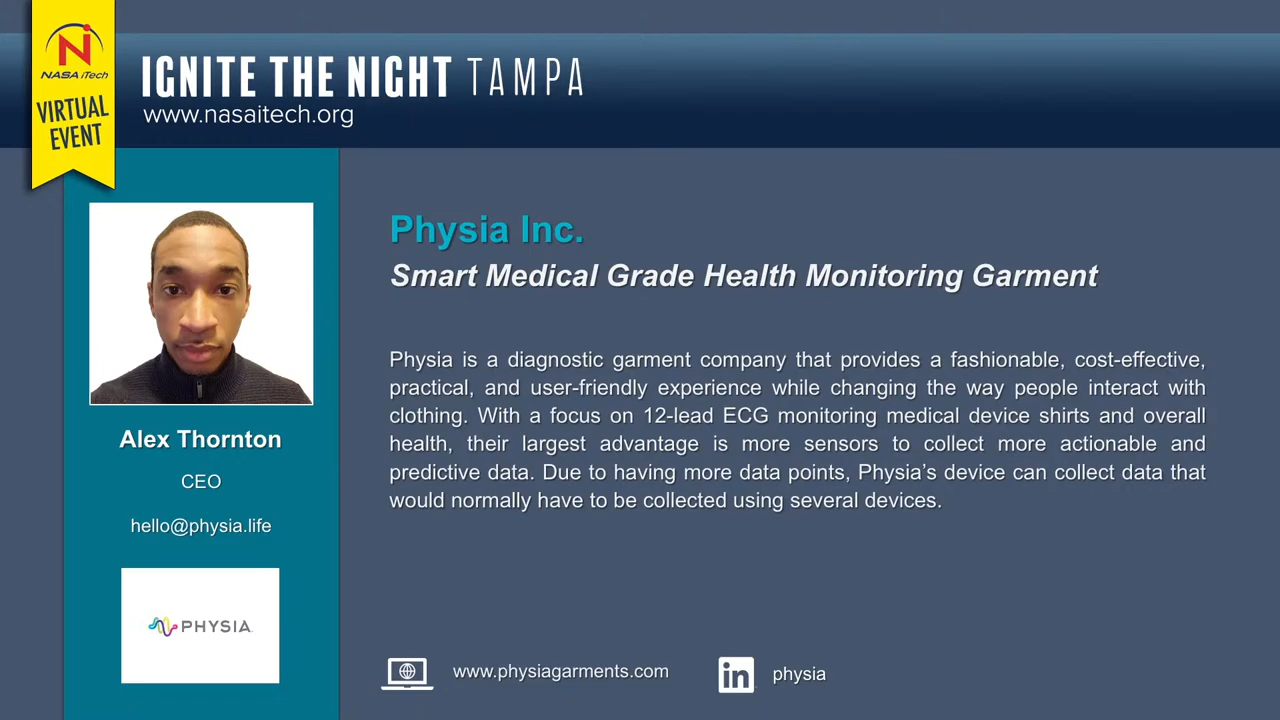 NASA iTech
VIRTUAL
EVENT
IGNITE THE NIGHT TAMPA
www.nasaitech.org
Alex Thornton
CEO
hello@physia.life
PHYSIA
Physia Inc.
Smart Medical Grade Health Monitoring Garment
Physia is a diagnostic garment company that provides a fashionable, cost-effective,
practical, and user-friendly experience while changing the way people interact with
clothing. With a focus on 12-lead ECG monitoring medical device shirts and overall
health, their largest advantage is more sensors to collect more actionable and
predictive data. Due to having more data points, Physia’s device can collect data that
would normally have to be collected using several devices.
www.physiagarments.com
in physia